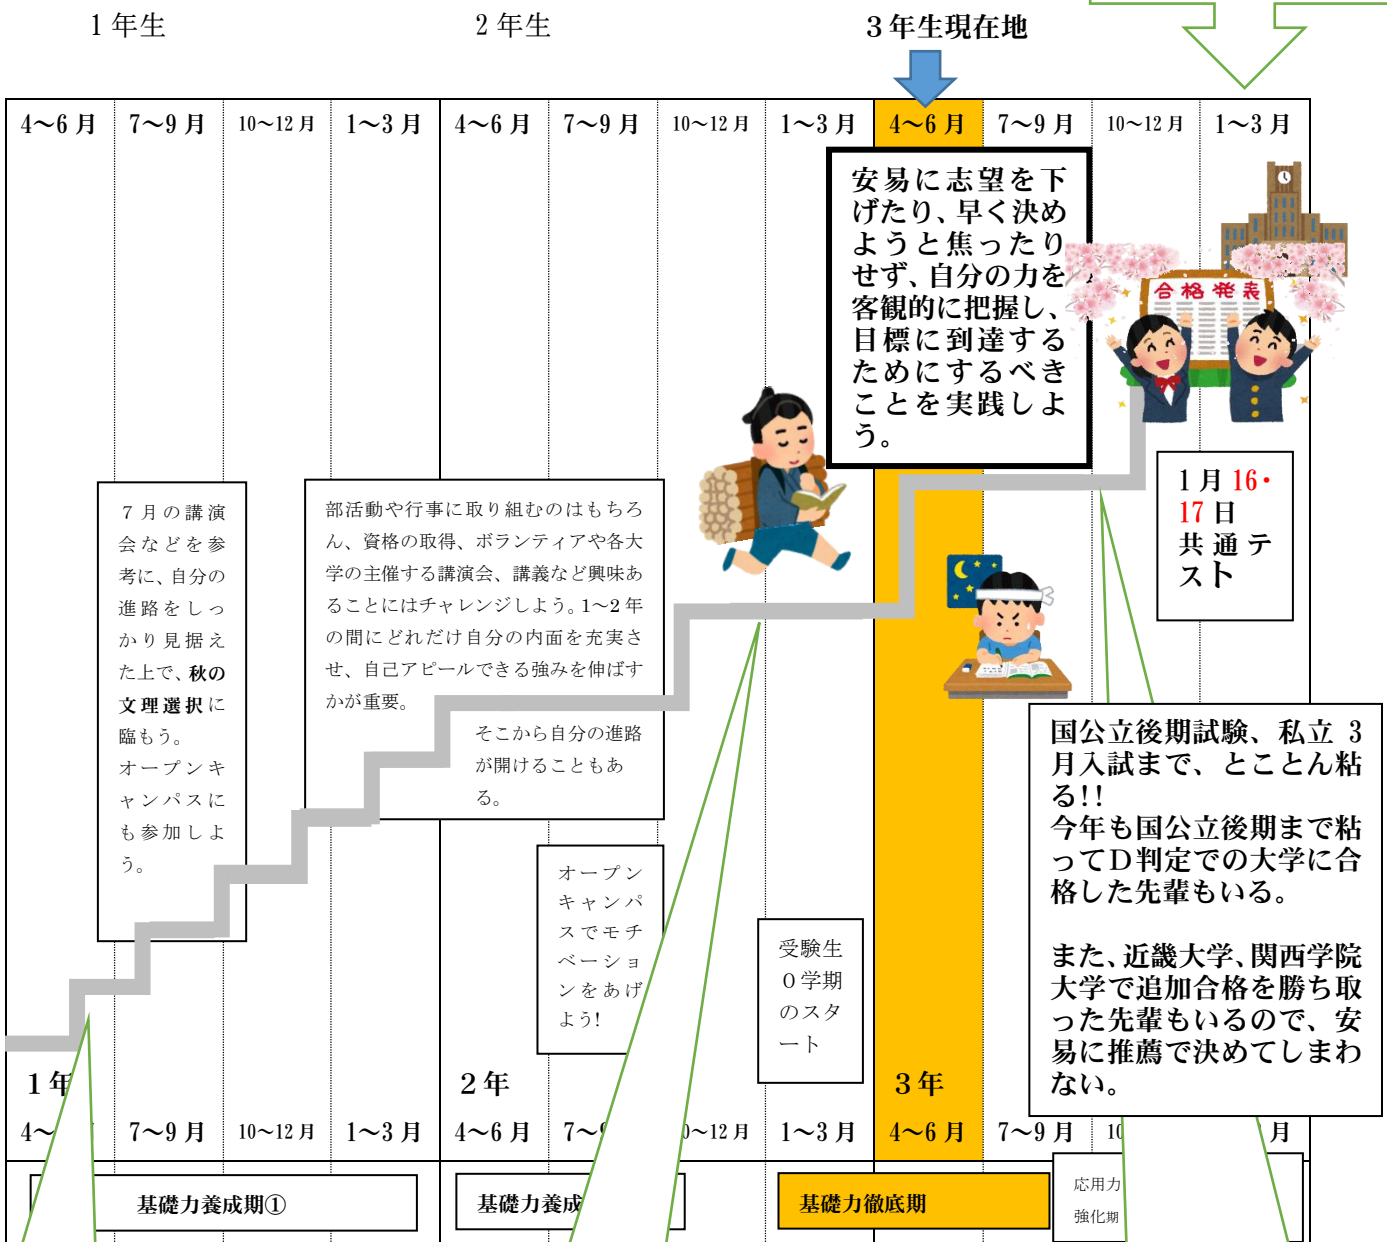 1年生
2年生
3年生現在地
4～6月 7～9月 10～12月 1～3月 4～6月 7～9月 10～12月 1～3月 4～6月 7～9月 10～12月 1～3月
安易に志望を下
げたり、早く決め
ようと焦ったり
せず、自分の力を
客観的に把握し、
目標に到達する
ためにするべき
ことを実践しよ
う。
合格発表
1月16・
17日
共通テ
スト
7月の講演
会などを参
考に、自分の
進路をしっ
かり見据え
た上で、秋の
文理選択に
臨もう。
オープンキ
ャンパスに
も参加しよ
う。
部活動や行事に取り組むのはもちろ
ん、資格の取得、ボランティアや各大
学の主催する講演会、講義など興味あ
ることにはチャレンジしよう。1～2年
の間にどれだけ自分の内面を充実さ
せ、自己アピールできる強みを伸ばす
かが重要。
そこから自分の進路
が開けることもあ
る。
オープン
キャンパ
スでモチ
ベーショ
ンをあげ
よう!
受験生
0学期
のスタ
ート
国公立後期試験、私立3
月入試まで、とことん粘
る!!
今年も国公立後期まで粘
ってD判定での大学に合
格した先輩もいる。
また、近畿大学、関西学院
大学で追加合格を勝ち取
った先輩もいるので、安
易に推薦で決めてしまわ
ない。
1年
2年
3年
4～ 7～9月 10～12月 1～3月 4～6月 7～ 0～12月 1～3月 4～6月 7～9月 10 月
基礎力養成期①
基礎力養成
基礎力徹底期
応用力
強化期